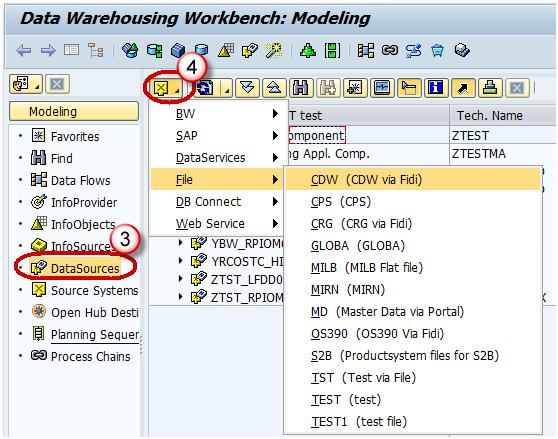 Data Warehousing Workbench: Modeling
4
Modeling
Favorites
Find
Data Flows
InfoProvider
InfoObjects
InfoSource
3
DataSources
Source Systems
Open Hub Desti
Planning Sequer
Process Chains
BW
SAP
DataServices
File
DB Connect
Web Service
T test
Tech. Name
omponent
ZTEST
ng Appl. Comp.
ZTESTMA
CDW (CDW via Fidi)
CPS (CPS)
CRG (CRG via Fidi)
GLOBA (GLOBA)
MILB (MILB Flat file)
MIRN (MIRN)
MD (Master Data via Portal)
OS390 (OS390 Via Fidi)
S2B (Productsystem files for S2B)
TST (Test via File)
TEST (test)
TEST1 (test file)
YBW_RPIOM
YRCOSTC_HI
ZTST_LFDD0
ZTST_RPIOM
X